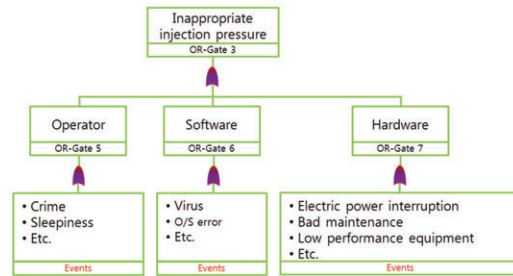 Inappropriate
injection pressure
OR-Gate 3
Operator
OR-Gate 5
Software
OR-Gate 6
Hardware
OR-Gate 7
• Crime
• Sleepiness
• Etc.
Events
• Virus
• O/S error
• Etc.
Events
• Electric power interruption
• Bad maintenance
• Low performance equipment
• Etc.
Events